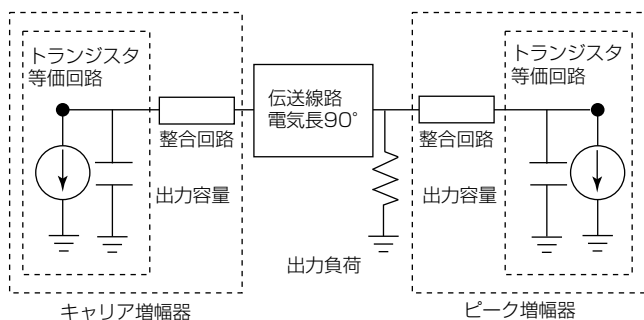 トランジスタ
等価回路
整合回路
出力容量
キャリア増幅器
伝送線路
電気長90°
出力負荷
整合回路
出力容量
トランジスタ
等価回路
ピーク増幅器